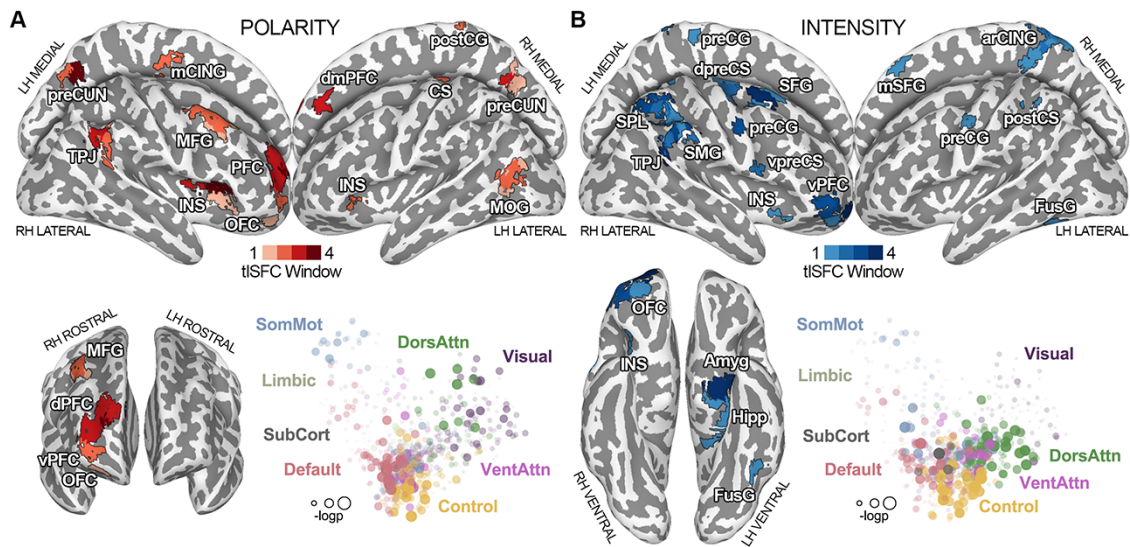 A
POLARITY
LH MEDIAL
RH MEDIAL
postCG
mCING
dmPFC
CS
preCUN
preCUN
MFG
TPJ
PFC
INS
INS
OFC
MOG
RH LATERAL
LH LATERAL
1 4
tISFC Window
RH ROSTRAL
LH ROSTRAL
MFG
dPFC
vPFC
OFC
SomMot
DorsAttn
Visual
Limbic
SubCort
Default
VentAttn
Control
-logp
B
INTENSITY
LH MEDIAL
RH MEDIAL
preCG
arCING
dpreCS
SFG
mSFG
SPL
preCG
preCG
postCS
TPJ
SMG
vpreCS
INS
vPFC
FusG
RH LATERAL
LH LATERAL
1 4
tISFC Window
OFC
INS
Amyg
Hipp
FusG
RH VENTRAL
LH VENTRAL
SomMot
Visual
Limbic
SubCort
Default
DorsAttn
VentAttn
Control
-logp